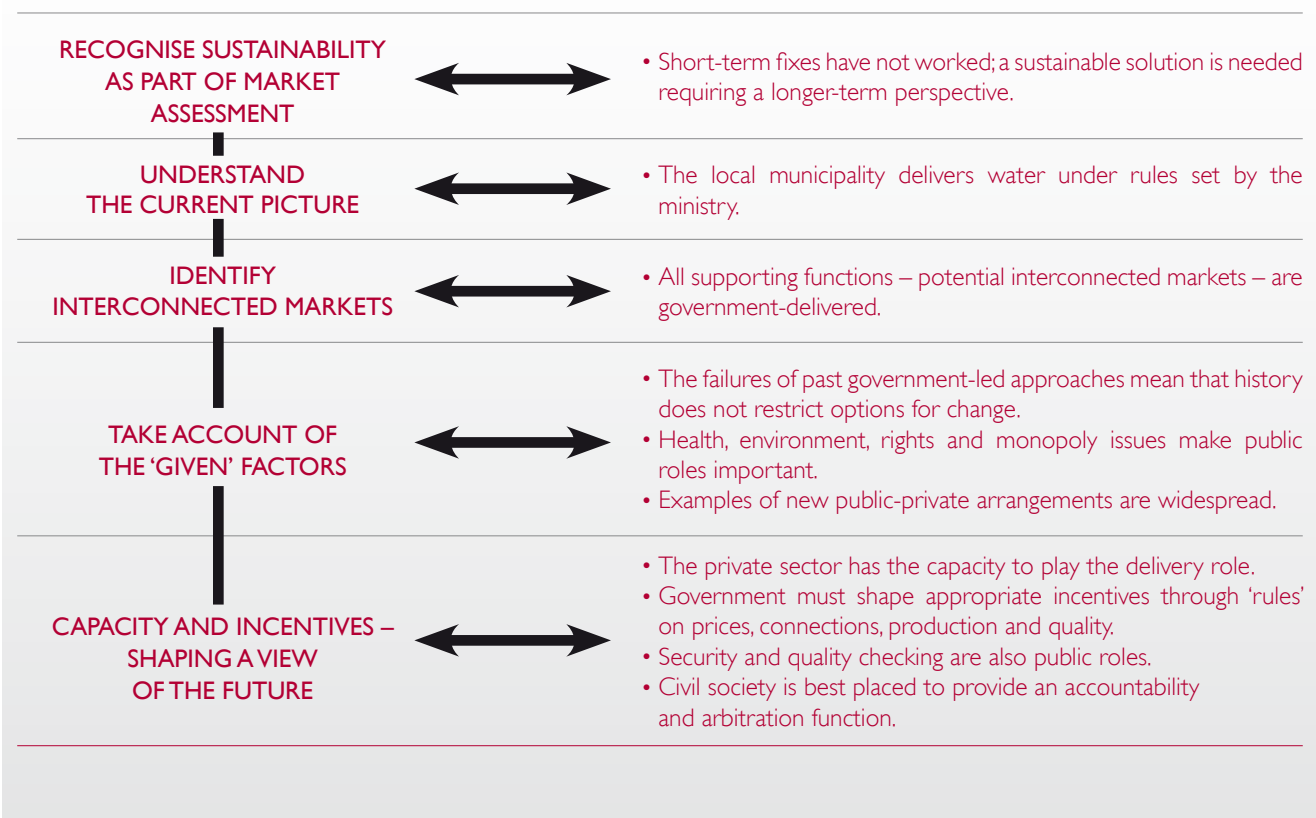 RECOGNISE SUSTAINABILITY
AS PART OF MARKET
ASSESSMENT
• Short-term fixes have not worked; a sustainable solution is needed
requiring a longer-term perspective.
UNDERSTAND
THE CURRENT PICTURE
• The local municipality delivers water under rules set by the
ministry.
IDENTIFY
INTERCONNECTED MARKETS
• All supporting functions – potential interconnected markets – are
government-delivered.
TAKE ACCOUNT OF
THE ‘GIVEN’ FACTORS
• The failures of past government-led approaches mean that history
does not restrict options for change.
• Health, environment, rights and monopoly issues make public
roles important.
• Examples of new public-private arrangements are widespread.
CAPACITY AND INCENTIVES –
SHAPING A VIEW
OF THE FUTURE
• The private sector has the capacity to play the delivery role.
• Government must shape appropriate incentives through ‘rules’
on prices, connections, production and quality.
• Security and quality checking are also public roles.
• Civil society is best placed to provide an accountability
and arbitration function.